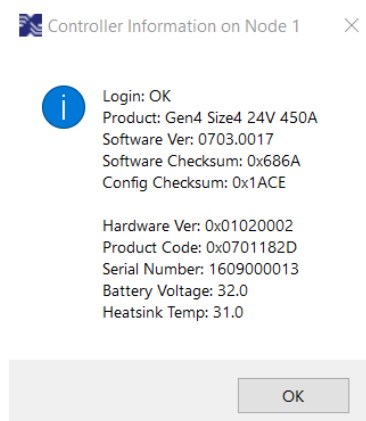 Controller Information on Node 1
Login: OK
Product: Gen4 Size4 24V 450A
Software Ver: 0703.0017
Software Checksum: 0x686A
Config Checksum: 0x1ACE
Hardware Ver: 0x01020002
Product Code: 0x0701182D
Serial Number: 1609000013
Battery Voltage: 32.0
Heatsink Temp: 31.0
OK